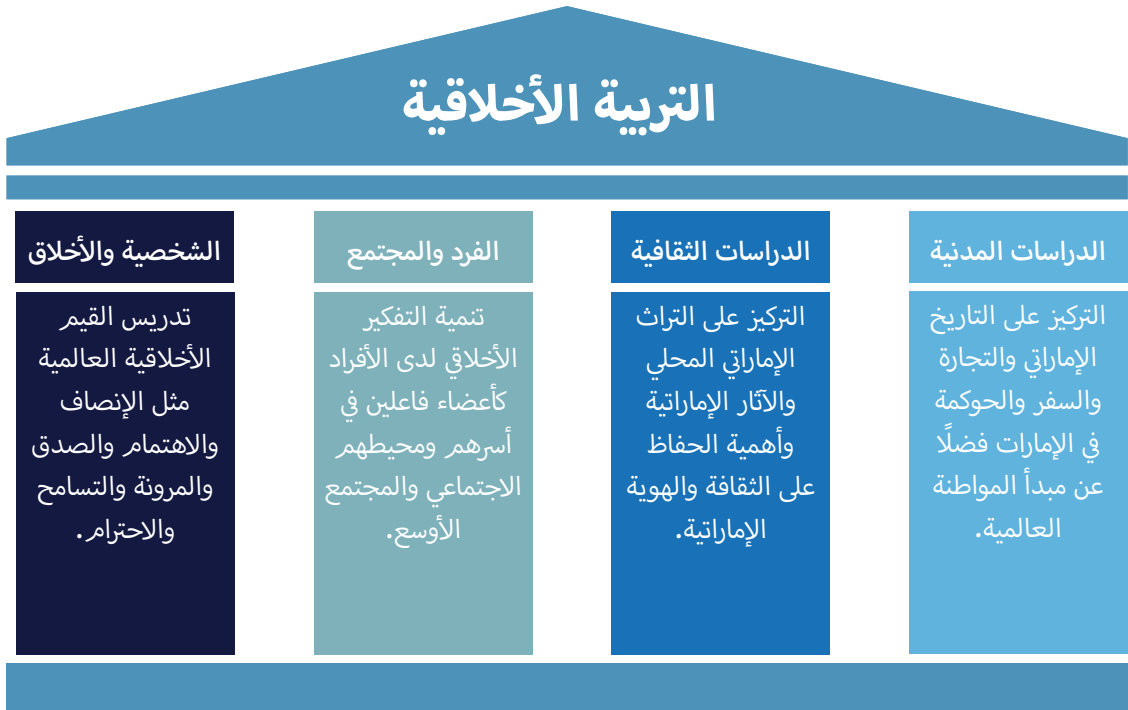 التربية الأخلاقية
الدراسات المدنية
التركيز على التاريخ
الإماراتي والتجارة
والسفر والحوكمة
في الإمارات فضلًا
عن مبدأ المواطنة
العالمية.
الدراسات الثقافية
التركيز على التراث
الإماراتي المحلي
والآثار الإماراتية
وأهمية الحفاظ
على الثقافة والهوية
الإماراتية.
الفرد والمجتمع
تنمية التفكير
الأخلاقي لدى الأفراد
كأعضاء فاعلين في
أسرهم ومحيطهم
الاجتماعي والمجتمع
الأوسع.
الشخصية والأخلاق
تدريس القيم
الأخلاقية العالمية
مثل الإنصاف
والاهتمام والصدق
والمرونة والتسامح
والاحترام.